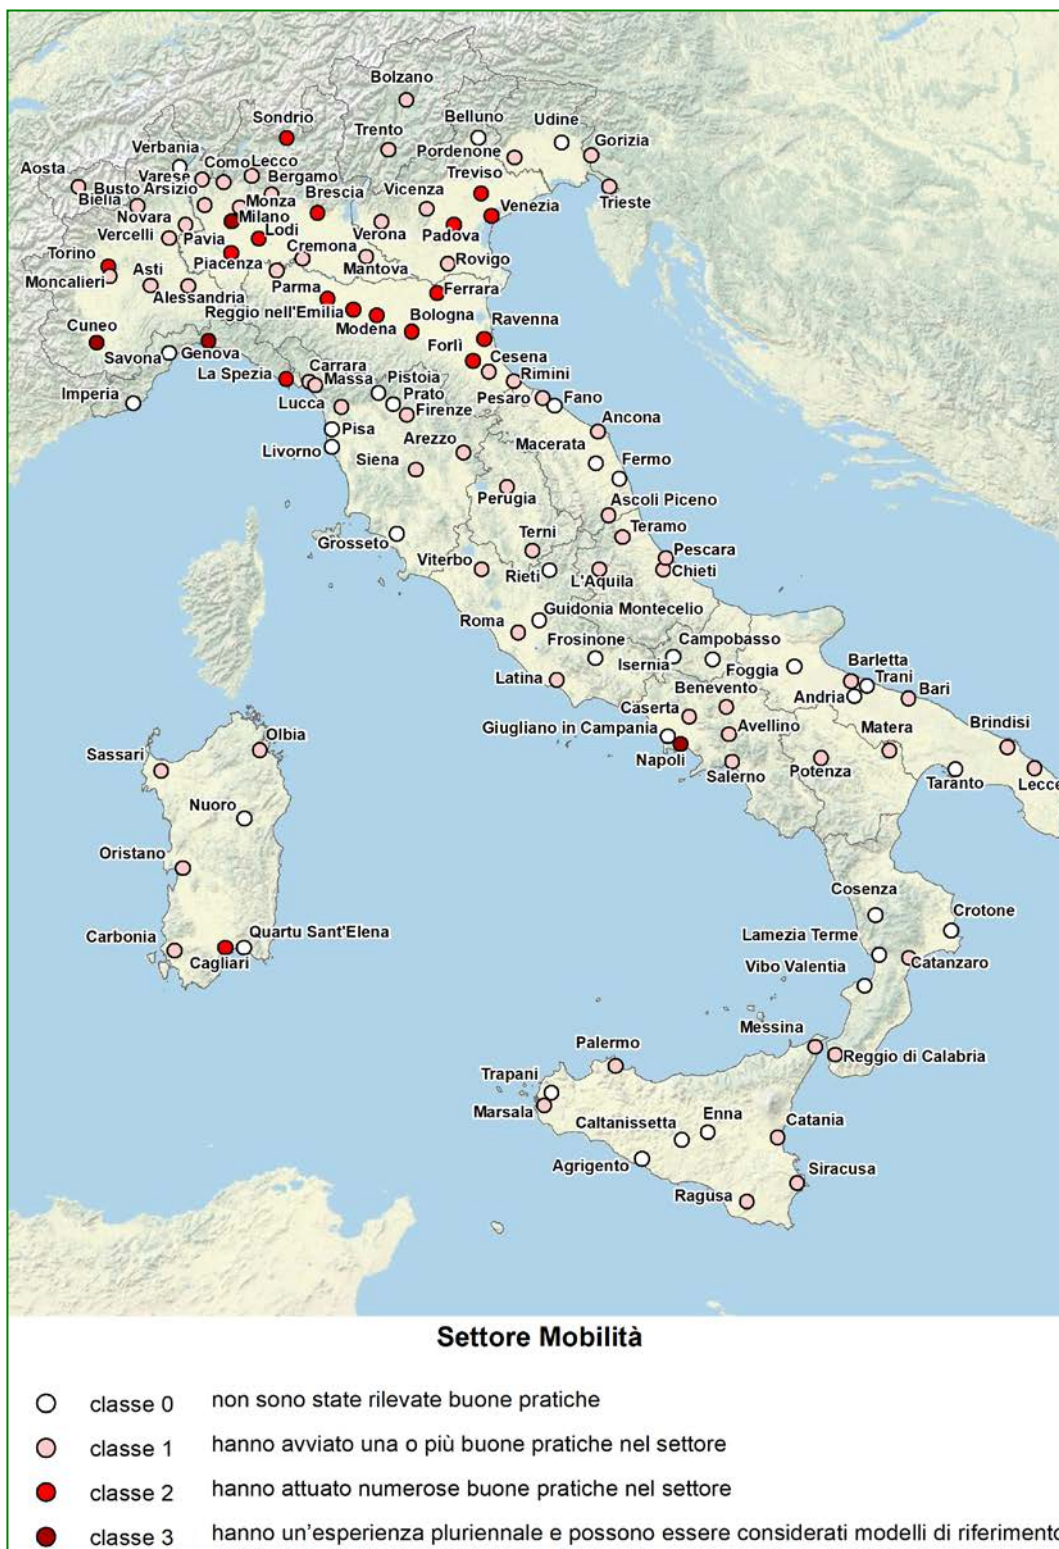 Bolzano
Sondrio
Belluno
Udine
Trento
Gorizia
Verbania
Pordenone
Aosta
Varese
Como
Lecco
Treviso
Bergamo
Bielia
Busto Arsizio
Vicenza
Brescia
Venezia
Trieste
Novara
Monza
Milano
Vercelli
Lodi
Verona
Padova
Pavia
Cremona
Torino
Piacenza
Mantova
Rovigo
Moncalieri
Asti
Alessandria
Parma
Ferrara
Reggio nell'Emilia
Modena
Bologna
Ravenna
Cuneo
Savona
Genova
Forlì
Cesena
La Spezia
Carrara
Massa
Pistoia
Rimini
Imperia
Prato
Pesaro
Fano
Lucca
Firenze
Ancona
Pisa
Arezzo
Macerata
Livorno
Siena
Fermo
Perugia
Ascoli Piceno
Terni
Teramo
Grosseto
Pescara
Viterbo
Rieti
L'Aquila
Chieti
Guidonia Montecelio
Roma
Frosinone
Campobasso
Isernia
Foggia
Barletta
Trani
Latina
Benevento
Andria
Bari
Caserta
Giugliano in Campania
Avellino
Matera
Brindisi
Olbia
Sassari
Napoli
Salerno
Potenza
Taranto
Lecce
Nuoro
Oristano
Cosenza
Crotone
Carbonia
Quartu Sant'Elena
Lamezia Terme
Cagliari
Catanzaro
Vibo Valentia
Messina
Palermo
Reggio di Calabria
Trapani
Marsala
Caltanissetta
Enna
Catania
Agrigento
Siracusa
Ragusa
Settore Mobilità
classe 0 non sono state rilevate buone pratiche
classe 1 hanno avviato una o più buone pratiche nel settore
classe 2 hanno attuato numerose buone pratiche nel settore
classe 3 hanno un'esperienza pluriennale e possono essere considerati modelli di riferimento